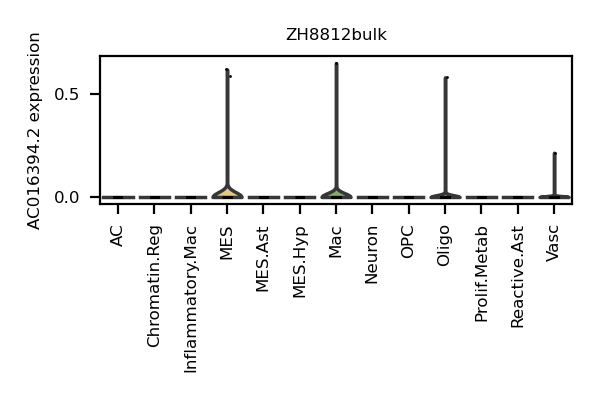 ZH8812bulk
AC016394.2 expression
0.5
0.0
AC
Chromatin.Reg
Inflammatory.Mac
MES
MES.Ast
MES.Hyp
Mac
Neuron
OPC
Oligo
Prolif.Metab
Reactive.Ast
Vasc